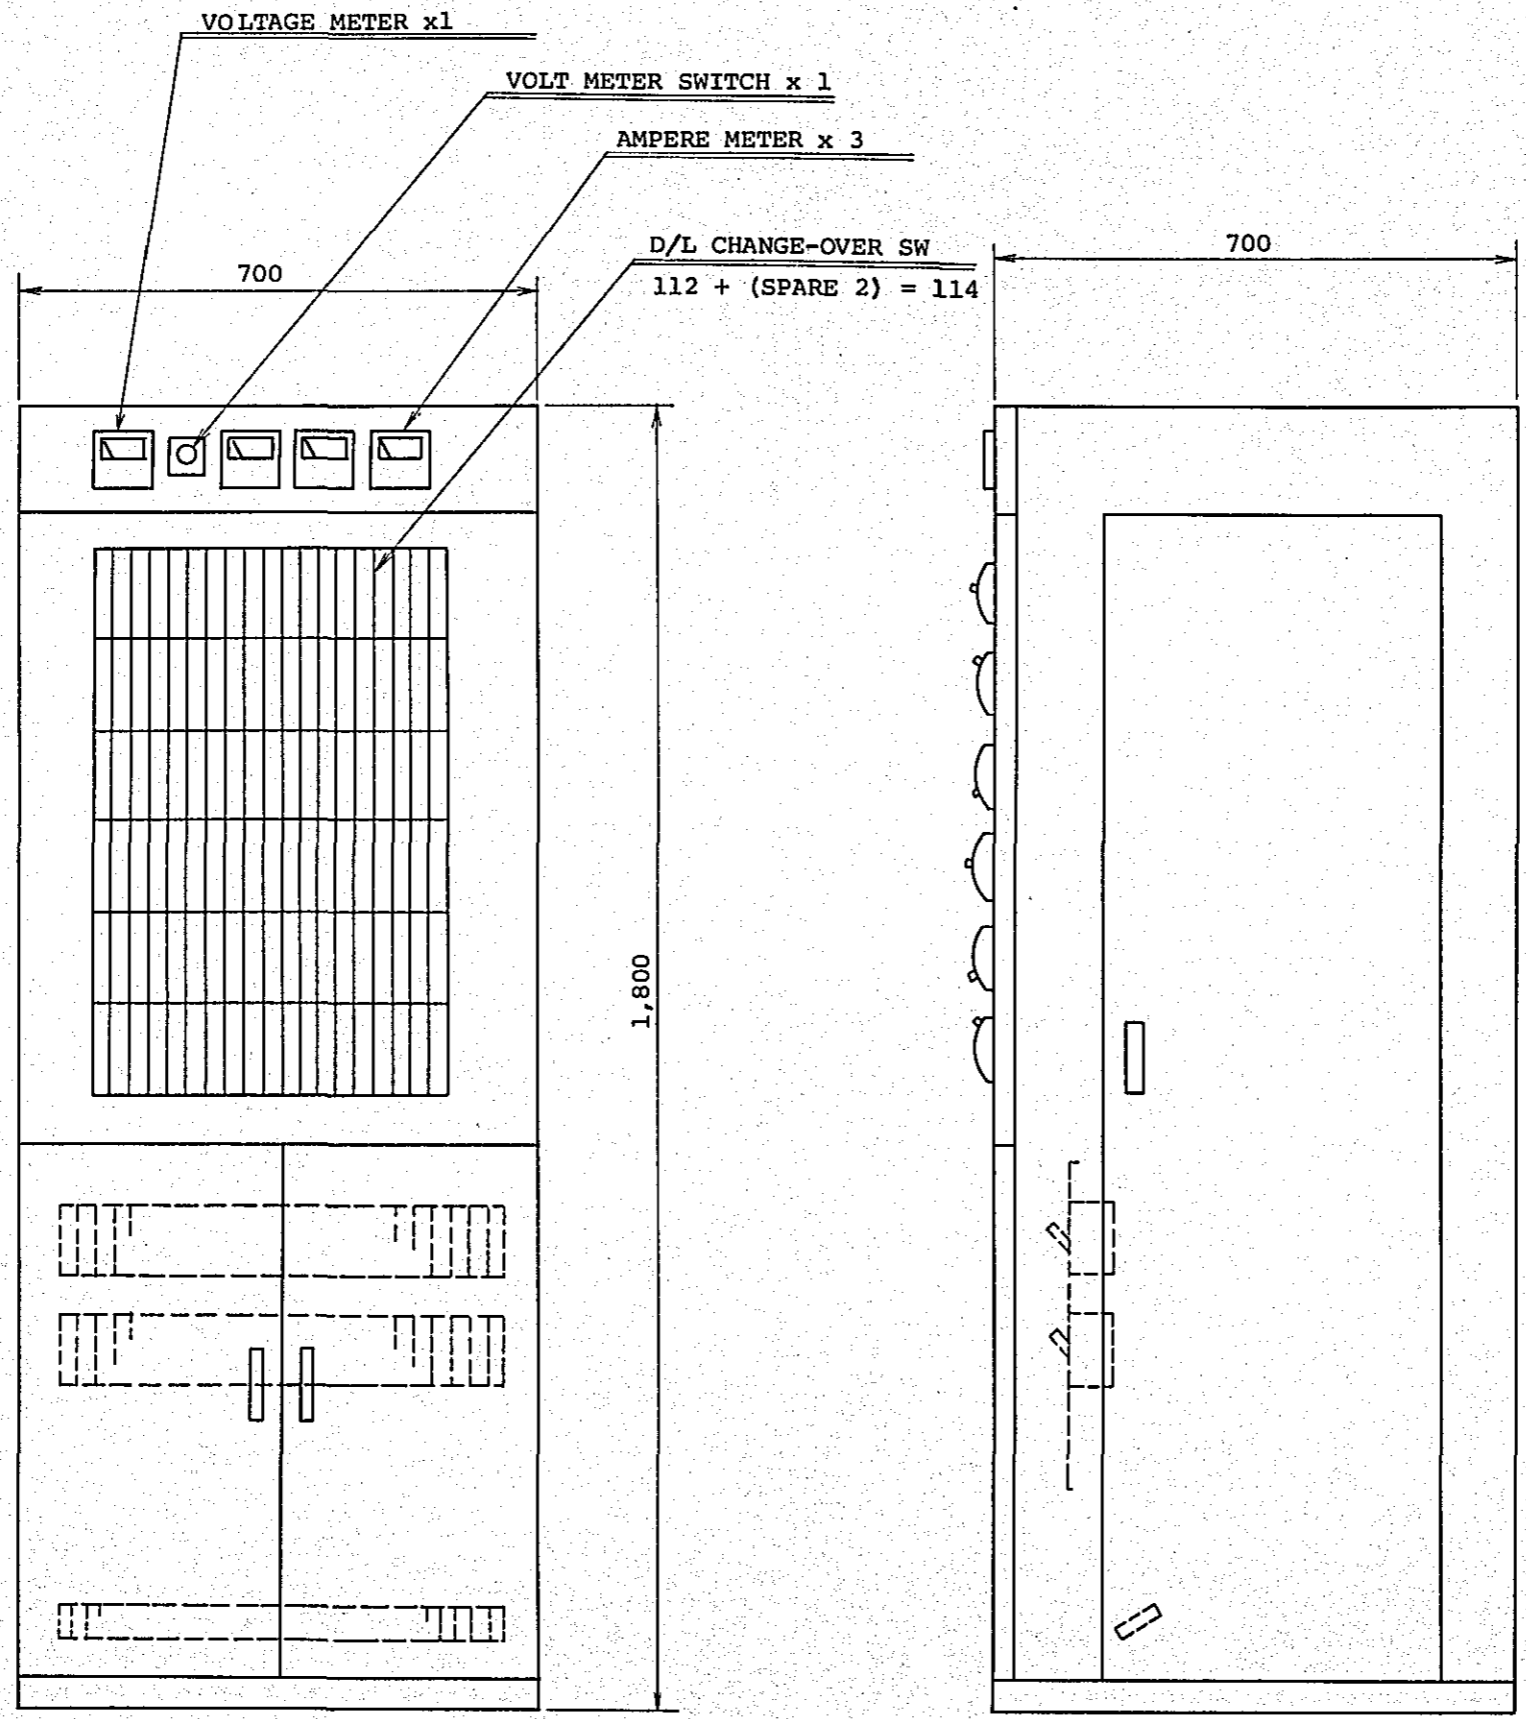 VOLTAGE METER x1
VOLT METER SWITCH x 1
AMPERE METER x 3
D/L CHANGE-OVER SW
112 + (SPARE 2) = 114
700
700
1,800